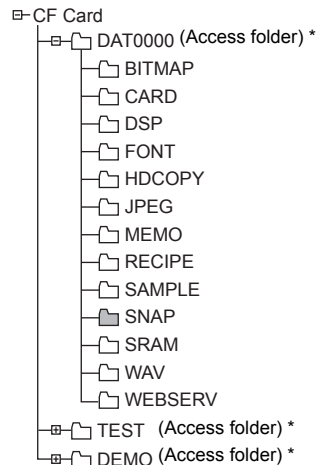 CF Card
DAT0000 (Access folder) *
BITMAP
CARD
DSP
FONT
HDCOPY
JPEG
MEMO
RECIPE
SAMPLE
SNAP
SRAM
WAV
WEBSERV
TEST (Access folder) *
DEMO (Access folder) *